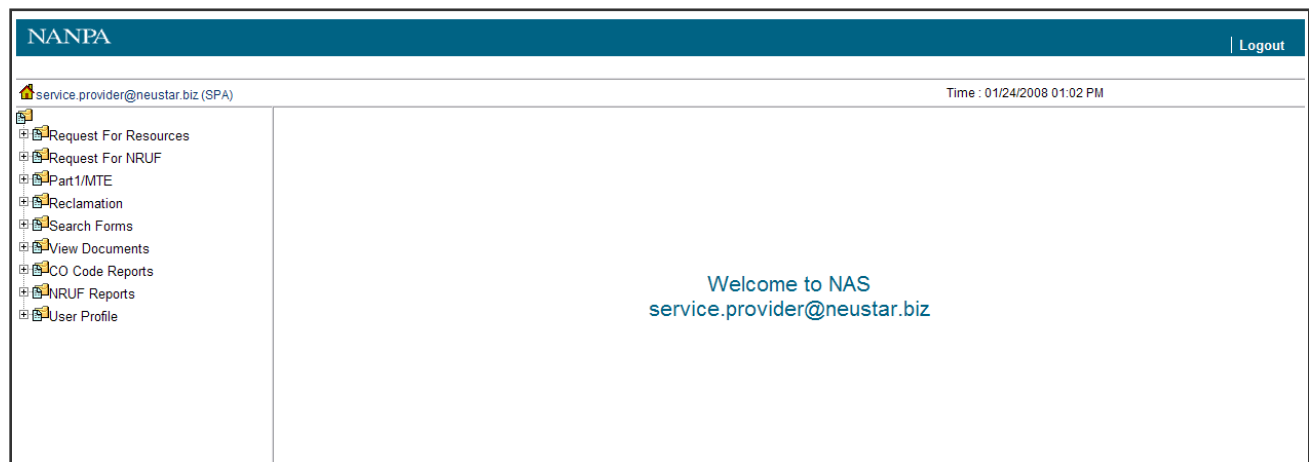 NANPA
Logout
service.provider@neustar.biz (SPA)
Time : 01/24/2008 01:02 PM
Request For Resources
Request For NRUF
Part1/MTE
Reclamation
Search Forms
View Documents
CO Code Reports
NRUF Reports
User Profile
Welcome to NAS
service.provider@neustar.biz